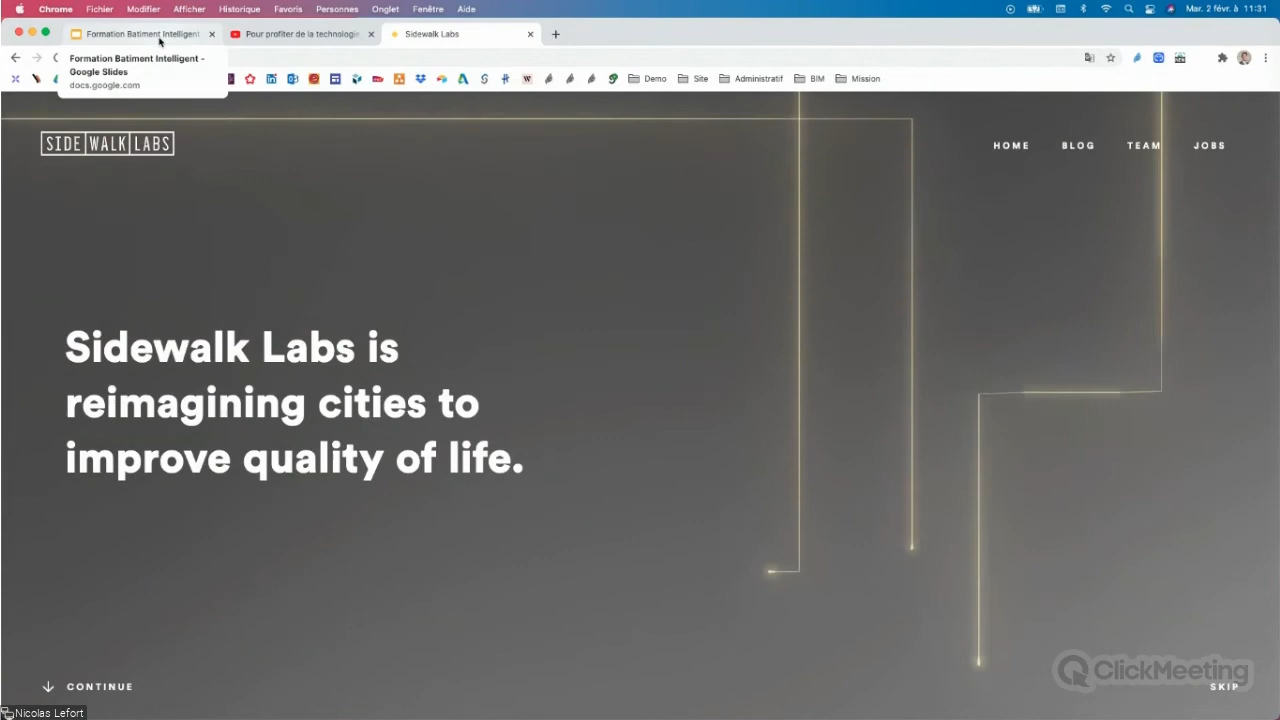 Chrome Fichier Modifier Afficher Historique Favoris Personnes Onglet Fenêtre Aide Mar. 2 févr. à 11:31
Formation Batiment Intelligent Pour profiter de la technologie Sidewalk Labs
Formation Batiment Intelligent -
Google Slides
docs.google.com
Demo Site Administratif BIM Mission
SIDE WALK LABS
HOME BLOG TEAM JOBS
Sidewalk Labs is
reimagining cities to
improve quality of life.
ClickMeeting
CONTINUE SKIP
Nicolas Lefort